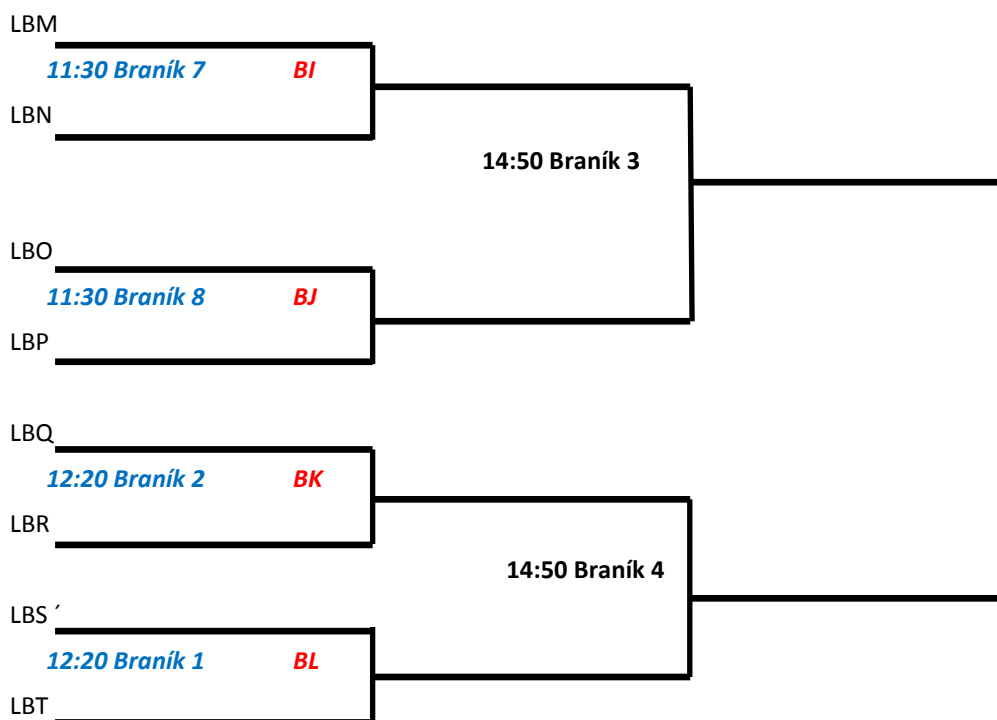 LBM
11:30 Braník 7 BI
LBN
14:50 Braník 3
LBO
11:30 Braník 8 BJ
LBP
LBQ
12:20 Braník 2 BK
LBR
14:50 Braník 4
LBS ´
12:20 Braník 1 BL
LBT